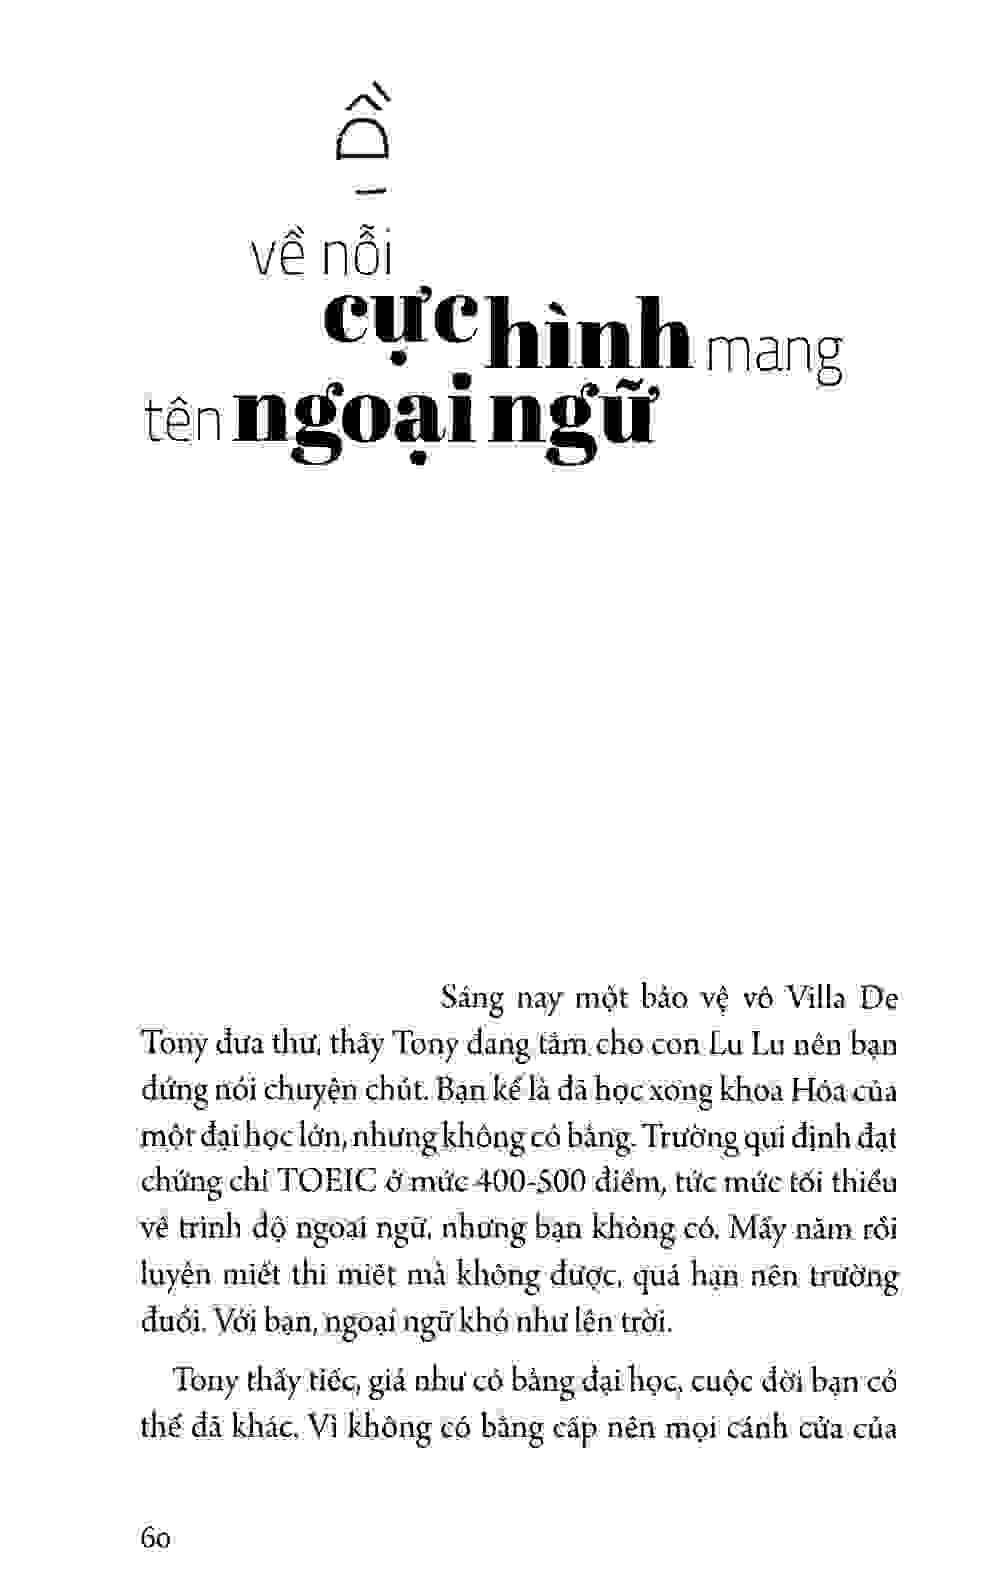 về nỗi
cực hình mang
tên ngoại ngữ
Sáng nay một bảo vệ vô Villa De
Tony đưa thư, thấy Tony đang tắm cho con Lu Lu nên bạn
đứng nói chuyện chút. Bạn kể là đã học xong khoa Hóa của
một đại học lớn, nhưng không có bằng. Trường qui định đạt
chứng chỉ TOEIC ở mức 400-500 điểm, tức mức tối thiểu
về trình độ ngoại ngữ, nhưng bạn không có. Mấy năm rồi
luyện miết thi miết mà không được, quá hạn nên trường
đuổi. Với bạn, ngoại ngữ khó như lên trời.
Tony thấy tiếc, giá như có bằng đại học, cuộc đời bạn có
thể đã khác. Vì không có bằng cấp nên mọi cánh cửa của
60